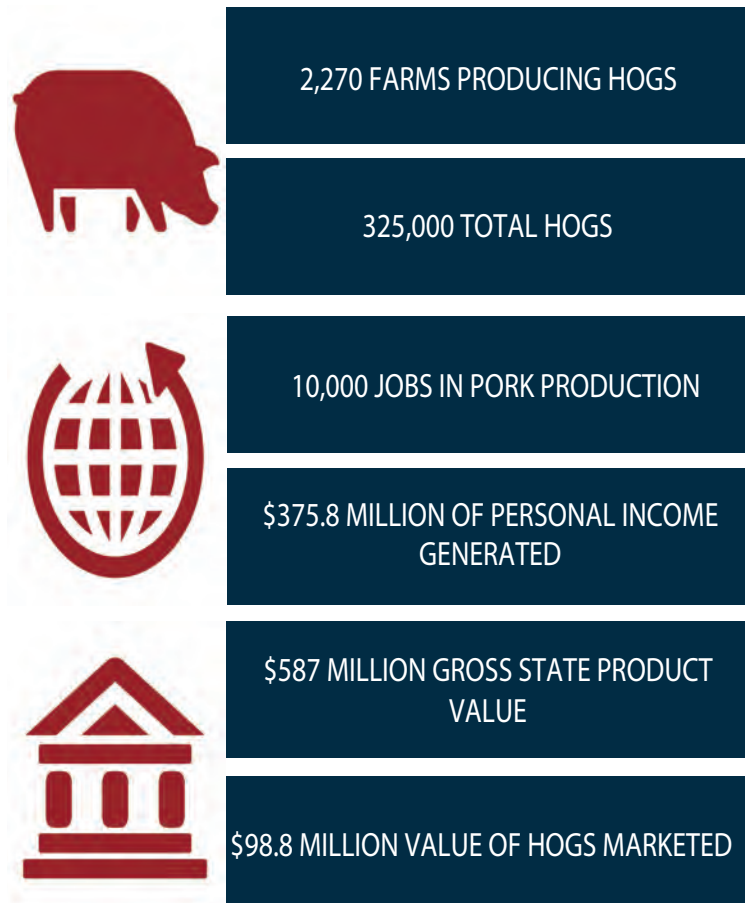 2,270 FARMS PRODUCING HOGS
325,000 TOTAL HOGS
10,000 JOBS IN PORK PRODUCTION
$375.8 MILLION OF PERSONAL INCOME
GENERATED
$587 MILLION GROSS STATE PRODUCT
VALUE
$98.8 MILLION VALUE OF HOGS MARKETED